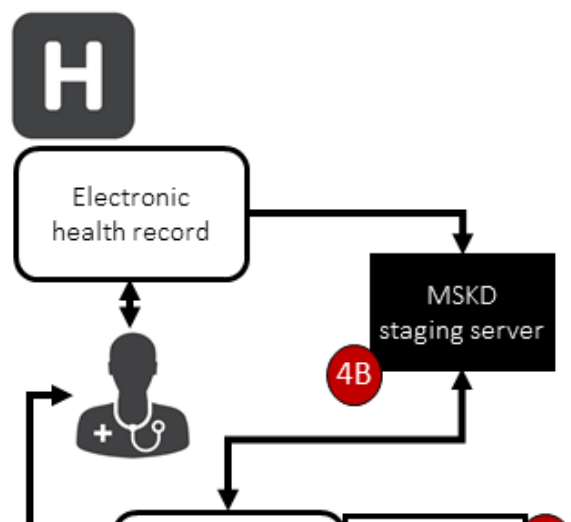 H
Electronic
health record
MSKD
staging server
4B